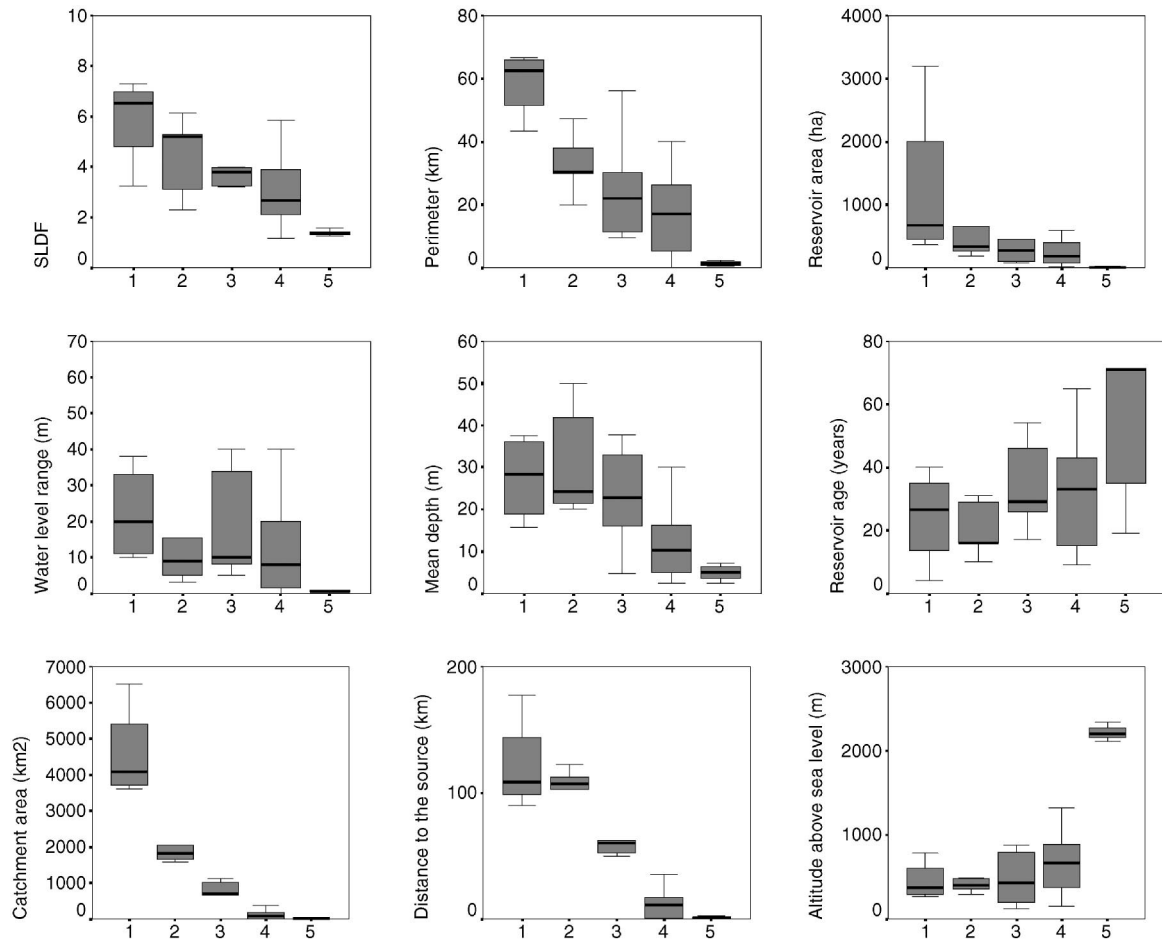 SLDF
10
8
6
4
2
0
1 2 3 4 5
Perimeter (km)
80
60
40
20
0
1 2 3 4 5
Reservoir area (ha)
4000
3000
2000
1000
0
1 2 3 4 5
Water level range (m)
70
60
50
40
30
20
10
0
1 2 3 4 5
Mean depth (m)
60
50
40
30
20
10
0
1 2 3 4 5
Reservoir age (years)
80
60
40
20
0
1 2 3 4 5
Catchment area (km2)
7000
6000
5000
4000
3000
2000
1000
0
1 2 3 4 5
Distance to the source (km)
200
100
0
1 2 3 4 5
Altitude above sea level (m)
3000
2000
1000
0
1 2 3 4 5